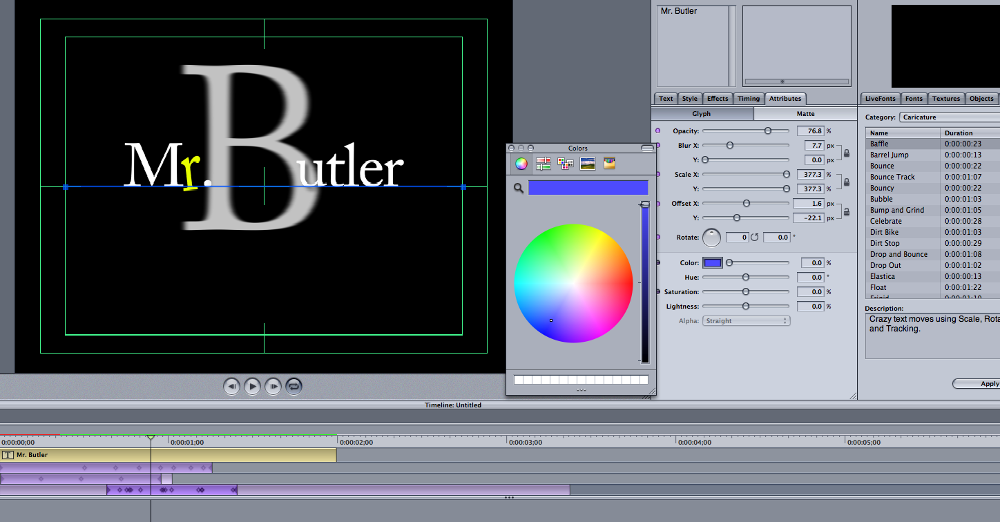 Mr. Butler
Mr. Butler
Text Style Effects Timing Attributes
Glyph Matte
Opacity: 76.8 %
Blur X: 7.7 px
Y: 0.0 px
Scale X: 377.3 %
Y: 377.3 %
Offset X: 1.6 px
Y: -22.1 px
Rotate: 0 0.0 °
Color: 0.0 %
Hue: 0.0 °
Saturation: 0.0 %
Lightness: 0.0 %
Alpha: Straight
Colors
LiveFonts Fonts Textures Objects
Category: Caricature
Name Duration
Baffle 0:00:00:23
Barrel Jump 0:00:00:13
Bounce 0:00:00:22
Bounce Track 0:00:01:07
Bouncy 0:00:00:22
Bubble 0:00:01:03
Bump and Grind 0:00:01:05
Celebrate 0:00:00:28
Dirt Bike 0:00:01:03
Dirt Stop 0:00:00:29
Drop and Bounce 0:00:01:08
Drop Out 0:00:01:02
Elastica 0:00:00:13
Float 0:00:01:22
Frigid 0:00:01:10
Description:
Crazy text moves using Scale, Rota
and Tracking.
Apply
Timeline: Untitled
0:00:00;00 0:00:01;00 0:00:02;00 0:00:03;00 0:00:04;00 0:00:05;00
T Mr. Butler